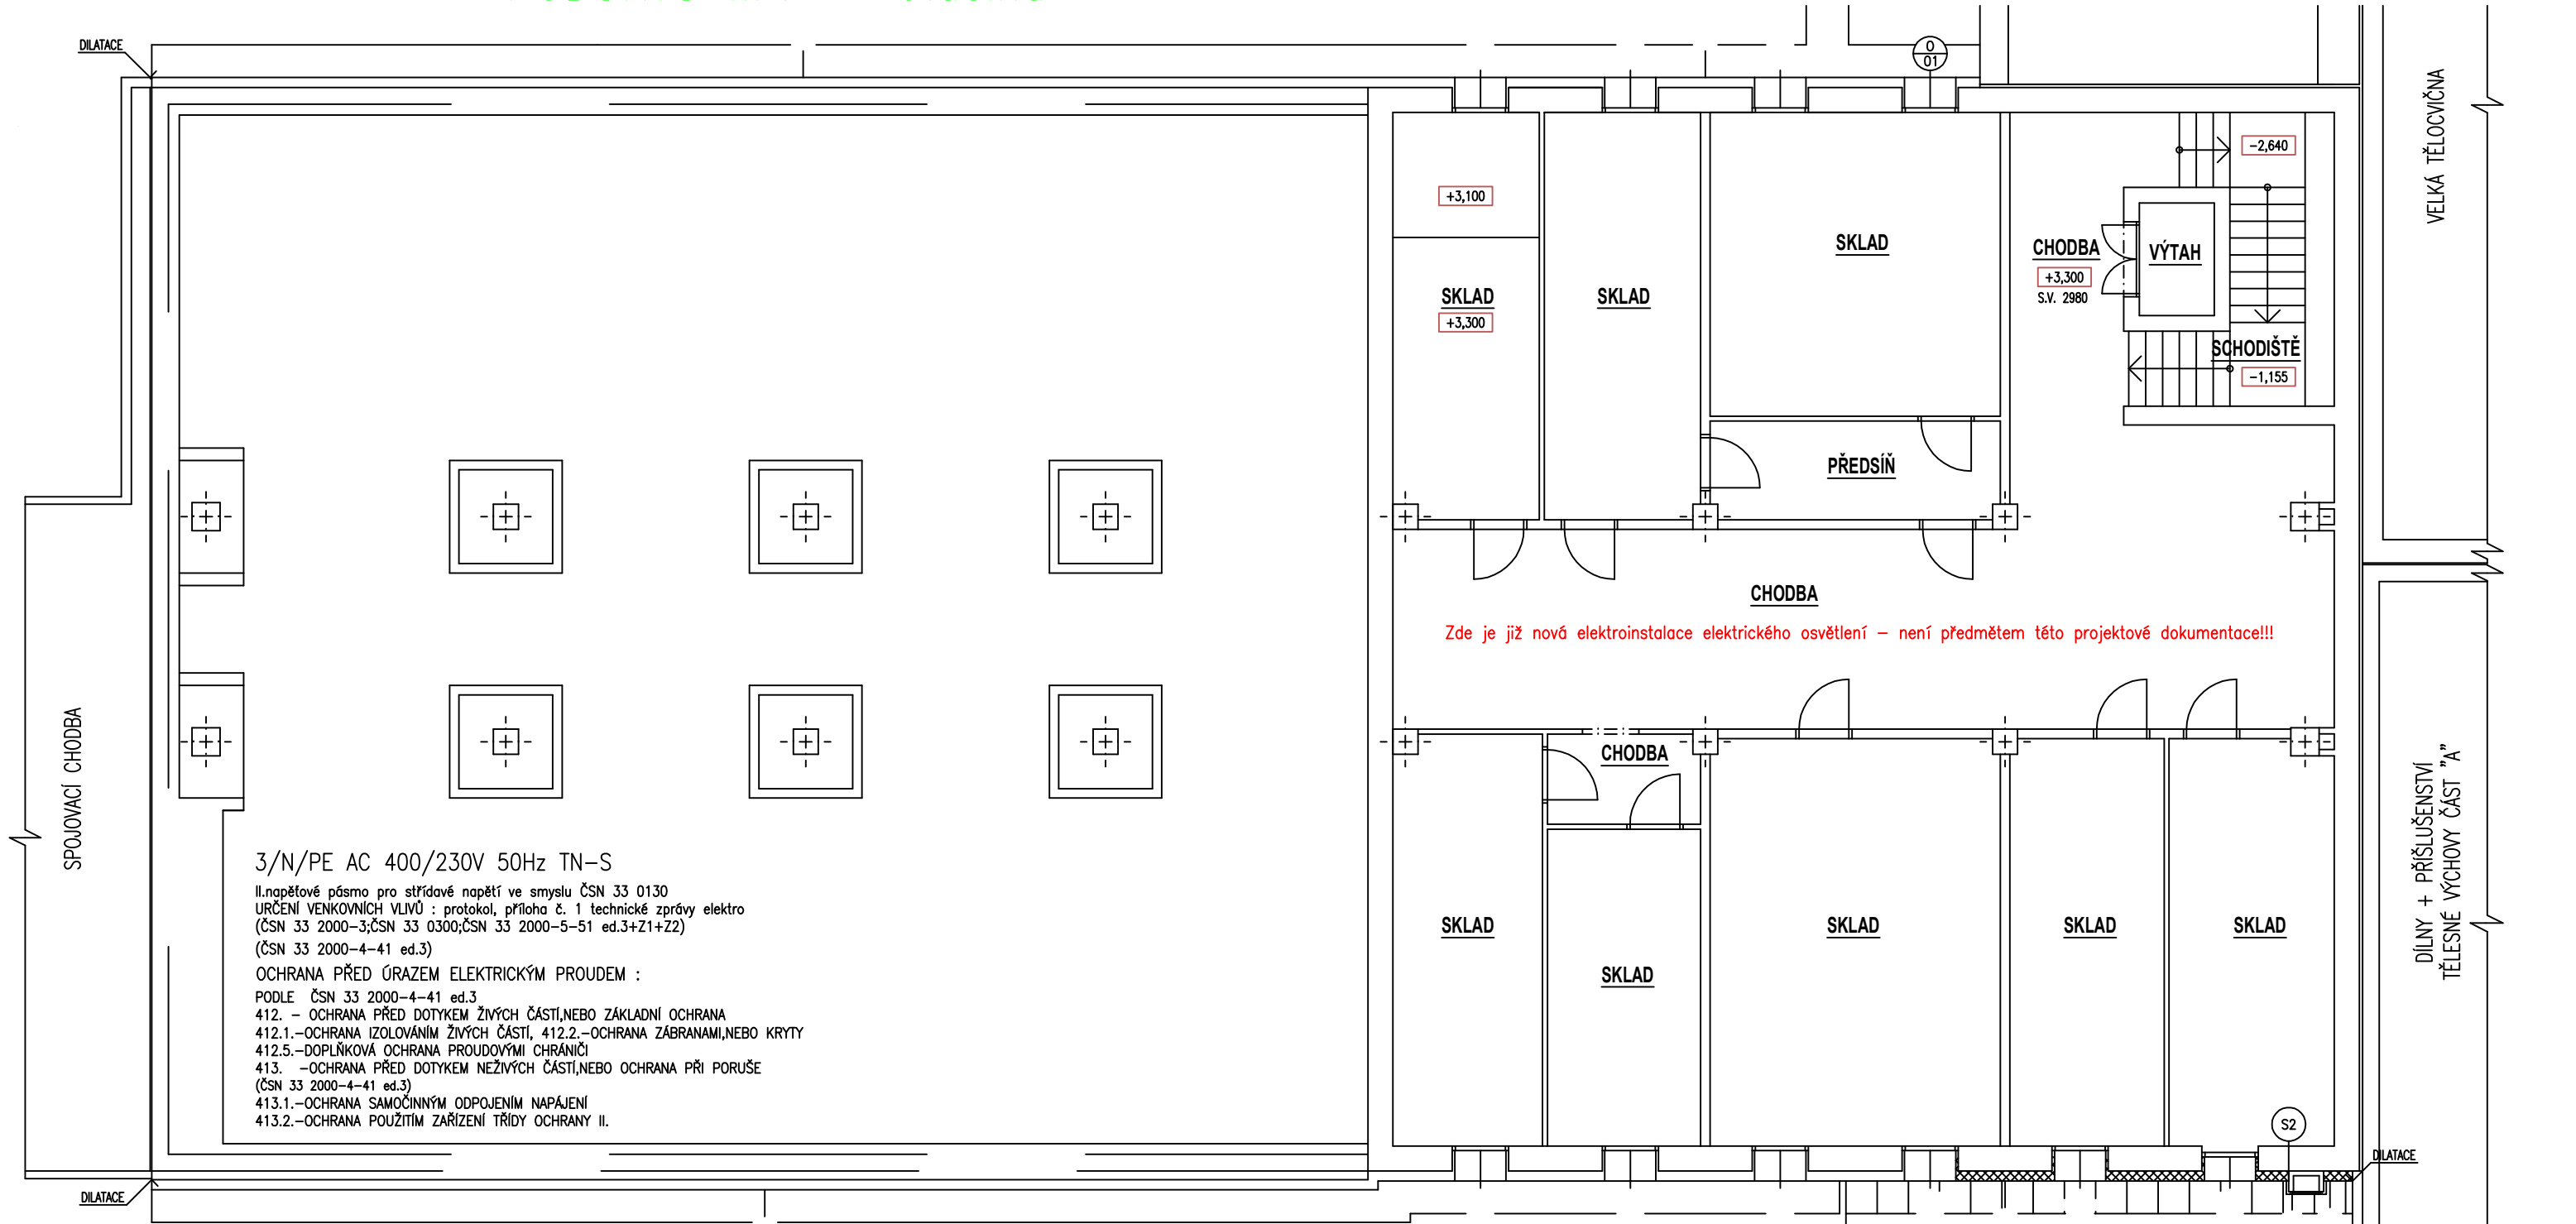 DILATACE
O
01
-2,640
+3,100
SKLAD
CHODBA
+3,300
S.V. 2980
VÝTAH
SKLAD
+3,300
SKLAD
SCHODIŠTĚ
-1,155
VELKÁ TĚLOCVIČNA
PŘEDSÍŇ
CHODBA
Zde je již nová elektroinstalace elektrického osvětlení – není předmětem této projektové dokumentace!!!
CHODBA
SPOJOVACÍ CHODBA
3/N/PE AC 400/230V 50Hz TN-S
II.napěťové pásmo pro střídavé napětí ve smyslu ČSN 33 0130
URČENÍ VENKOVNÍCH VLIVŮ : protokol, příloha č. 1 technické zprávy elektro
(ČSN 33 2000-3;ČSN 33 0300;ČSN 33 2000-5-51 ed.3+Z1+Z2)
(ČSN 33 2000-4-41 ed.3)
OCHRANA PŘED ÚRAZEM ELEKTRICKÝM PROUDEM :
PODLE ČSN 33 2000-4-41 ed.3
412. – OCHRANA PŘED DOTYKEM ŽIVÝCH ČÁSTÍ,NEBO ZÁKLADNÍ OCHRANA
412.1.-OCHRANA IZOLOVÁNÍM ŽIVÝCH ČÁSTÍ, 412.2.-OCHRANA ZÁBRANAMI,NEBO KRYTY
412.5.-DOPLŇKOVÁ OCHRANA PROUDOVÝMI CHRÁNIČI
413. -OCHRANA PŘED DOTYKEM NEŽIVÝCH ČÁSTÍ,NEBO OCHRANA PŘI PORUŠE
(ČSN 33 2000-4-41 ed.3)
413.1.-OCHRANA SAMOČINNÝM ODPOJENÍM NAPÁJENÍ
413.2.-OCHRANA POUŽITÍM ZAŘÍZENÍ TŘÍDY OCHRANY II.
SKLAD
SKLAD
SKLAD
SKLAD
SKLAD
DÍLNY + PŘÍSLUŠENSTVÍ
TĚLESNÉ VÝCHOVY ČÁST "A"
S2
DILATACE
DILATACE